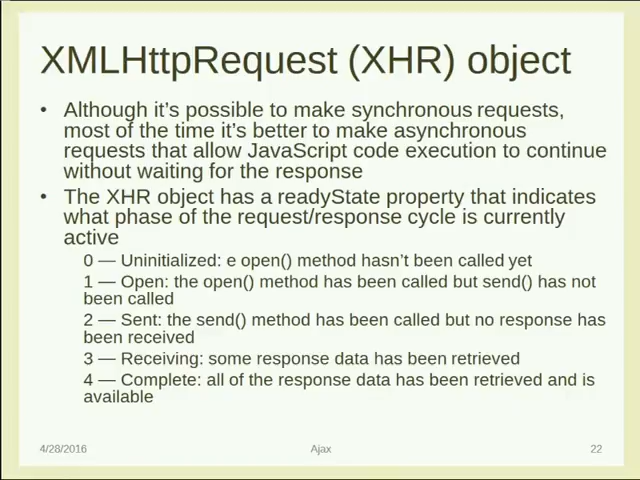 XMLHttpRequest (XHR) object
• Although it’s possible to make synchronous requests,
most of the time it’s better to make asynchronous
requests that allow JavaScript code execution to continue
without waiting for the response
• The XHR object has a readyState property that indicates
what phase of the request/response cycle is currently
active
0 — Uninitialized: e open() method hasn’t been called yet
1 — Open: the open() method has been called but send() has not
been called
2 — Sent: the send() method has been called but no response has
been received
3 — Receiving: some response data has been retrieved
4 — Complete: all of the response data has been retrieved and is
available
4/28/2016 Ajax 22